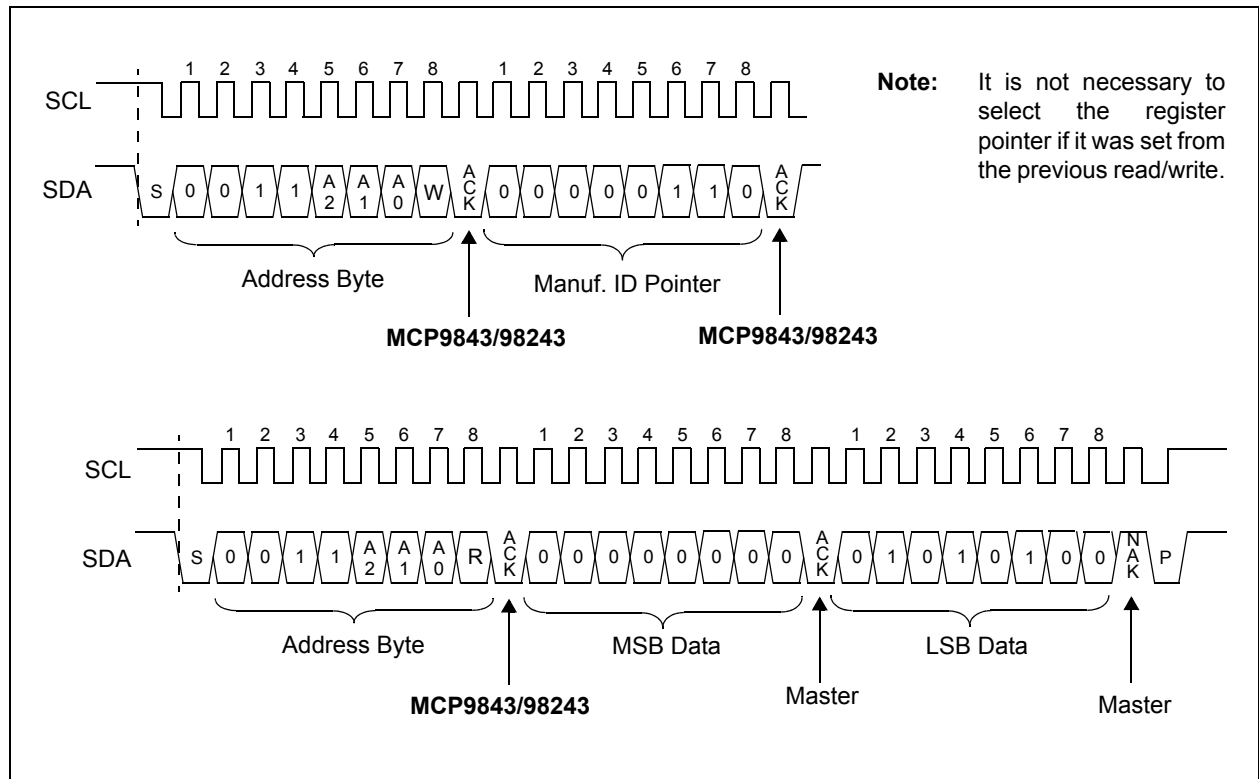 1 2 3 4 5 6 7 8 1 2 3 4 5 6 7 8
SCL
SDA
S 0 0 1 1 A2 A1 A0 W ACK 0 0 0 0 0 1 1 0 ACK
Address Byte
Manuf. ID Pointer
MCP9843/98243
MCP9843/98243
Note: It is not necessary to
select the register
pointer if it was set from
the previous read/write.
1 2 3 4 5 6 7 8 1 2 3 4 5 6 7 8 1 2 3 4 5 6 7 8
SCL
SDA
S 0 0 1 1 A2 A1 A0 R ACK 0 0 0 0 0 0 0 0 ACK 0 1 0 1 0 1 0 0 NAK P
Address Byte
MSB Data
LSB Data
MCP9843/98243
Master
Master